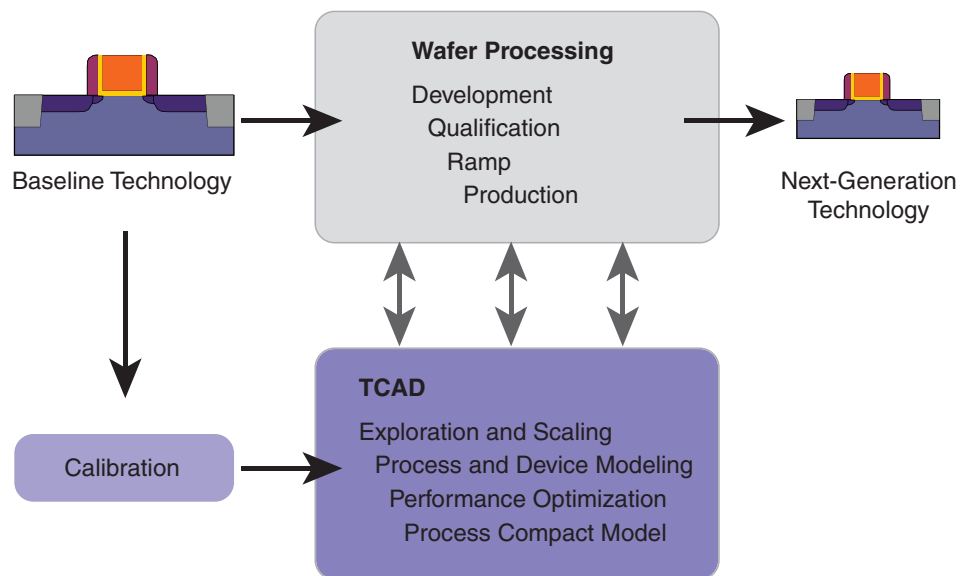 Wafer Processing
Development
Qualification
Ramp
Production
Baseline Technology
Next-Generation
Technology
TCAD
Exploration and Scaling
Process and Device Modeling
Performance Optimization
Process Compact Model
Calibration